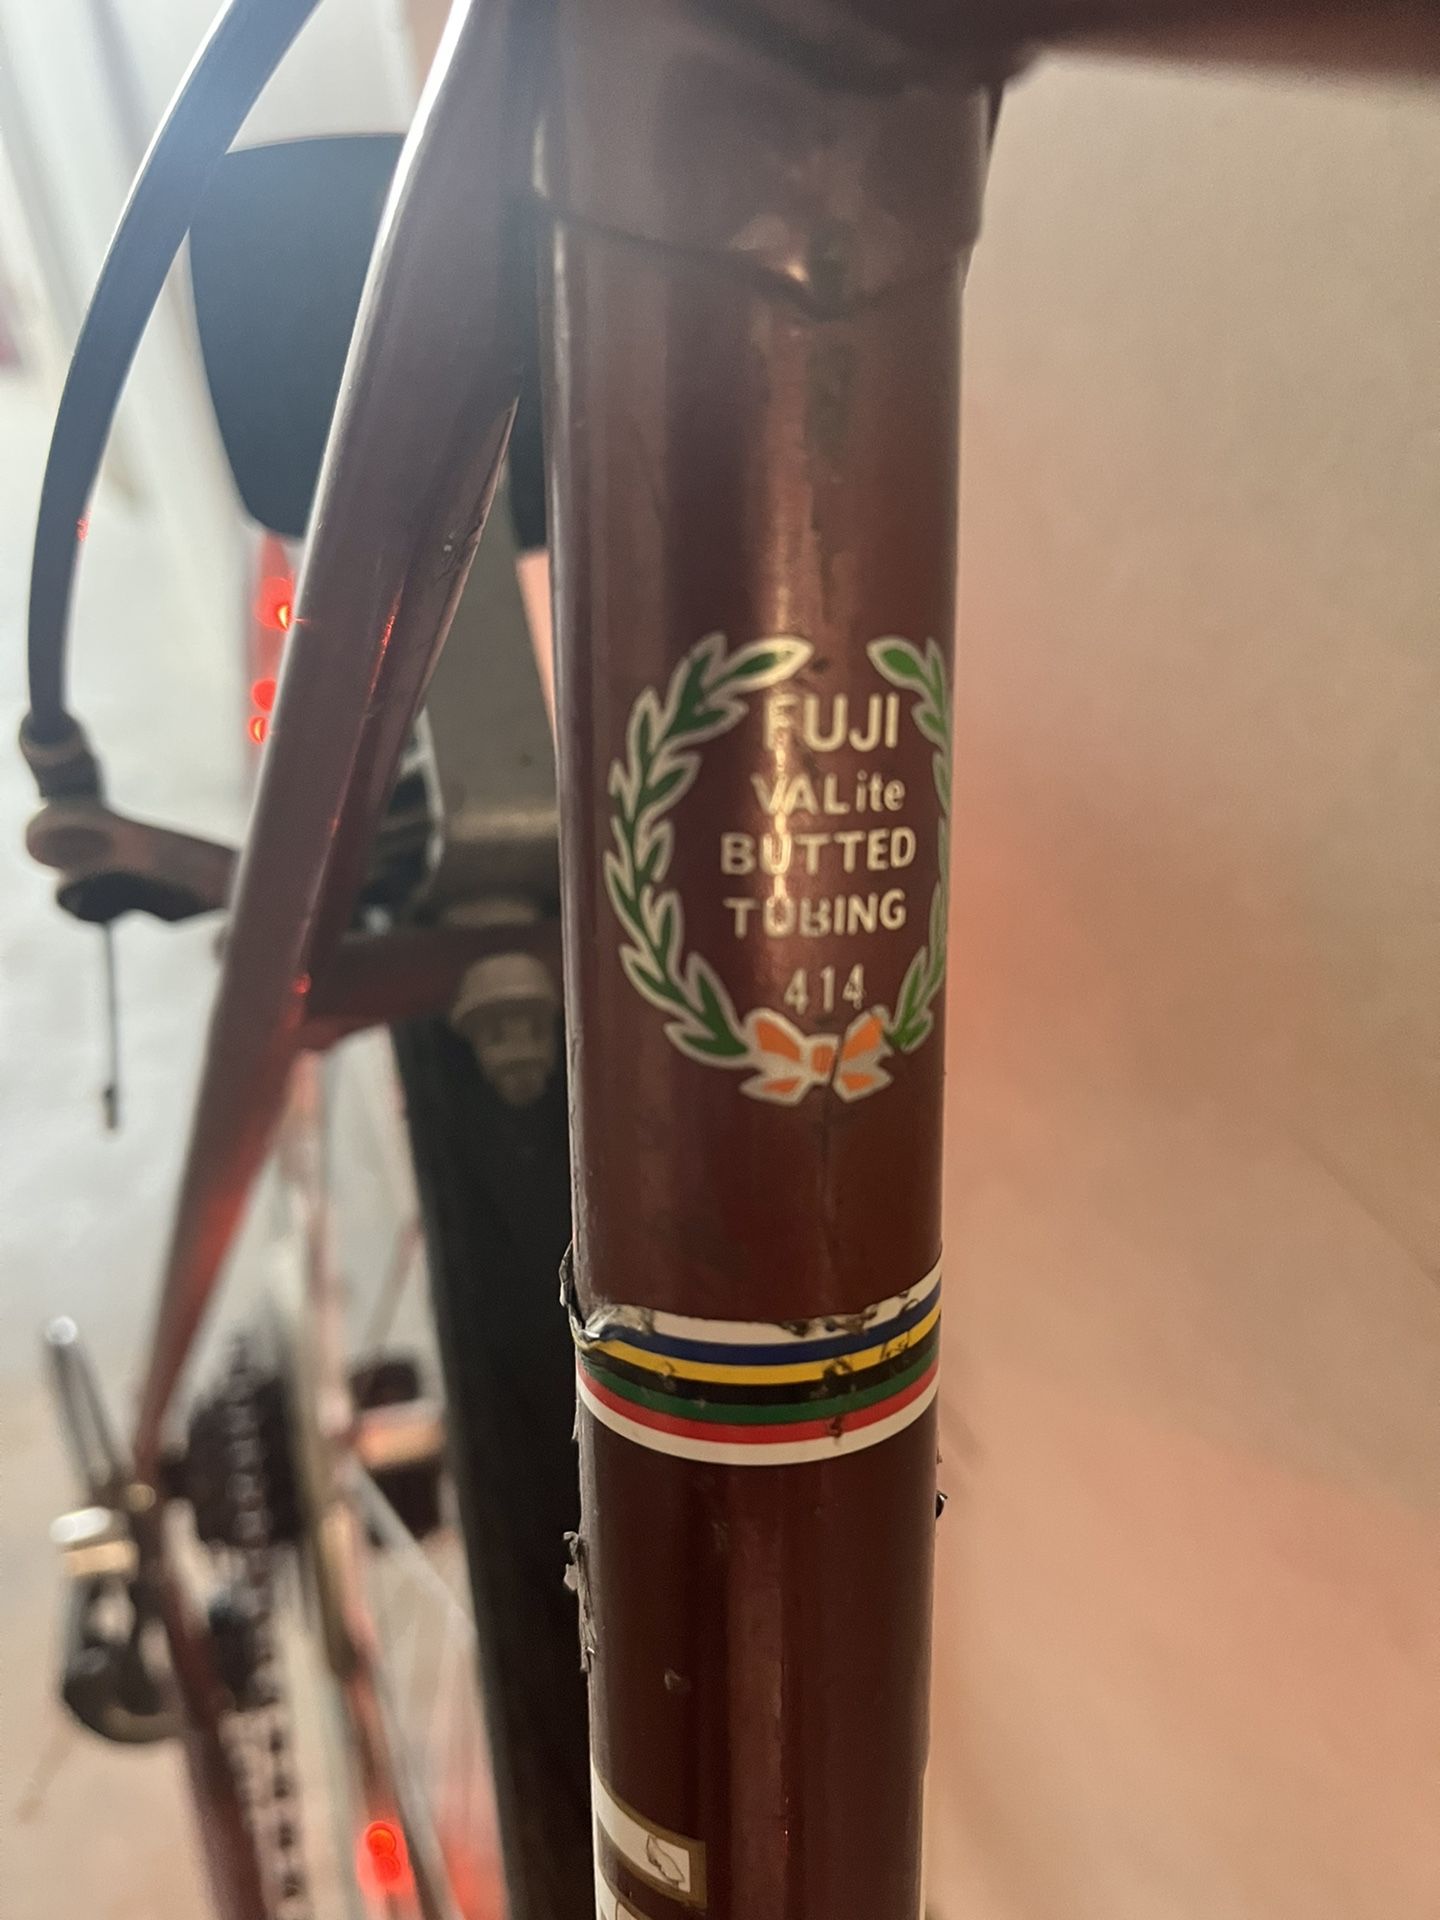 FUJI
VALite
BUTTED
TUBING
414